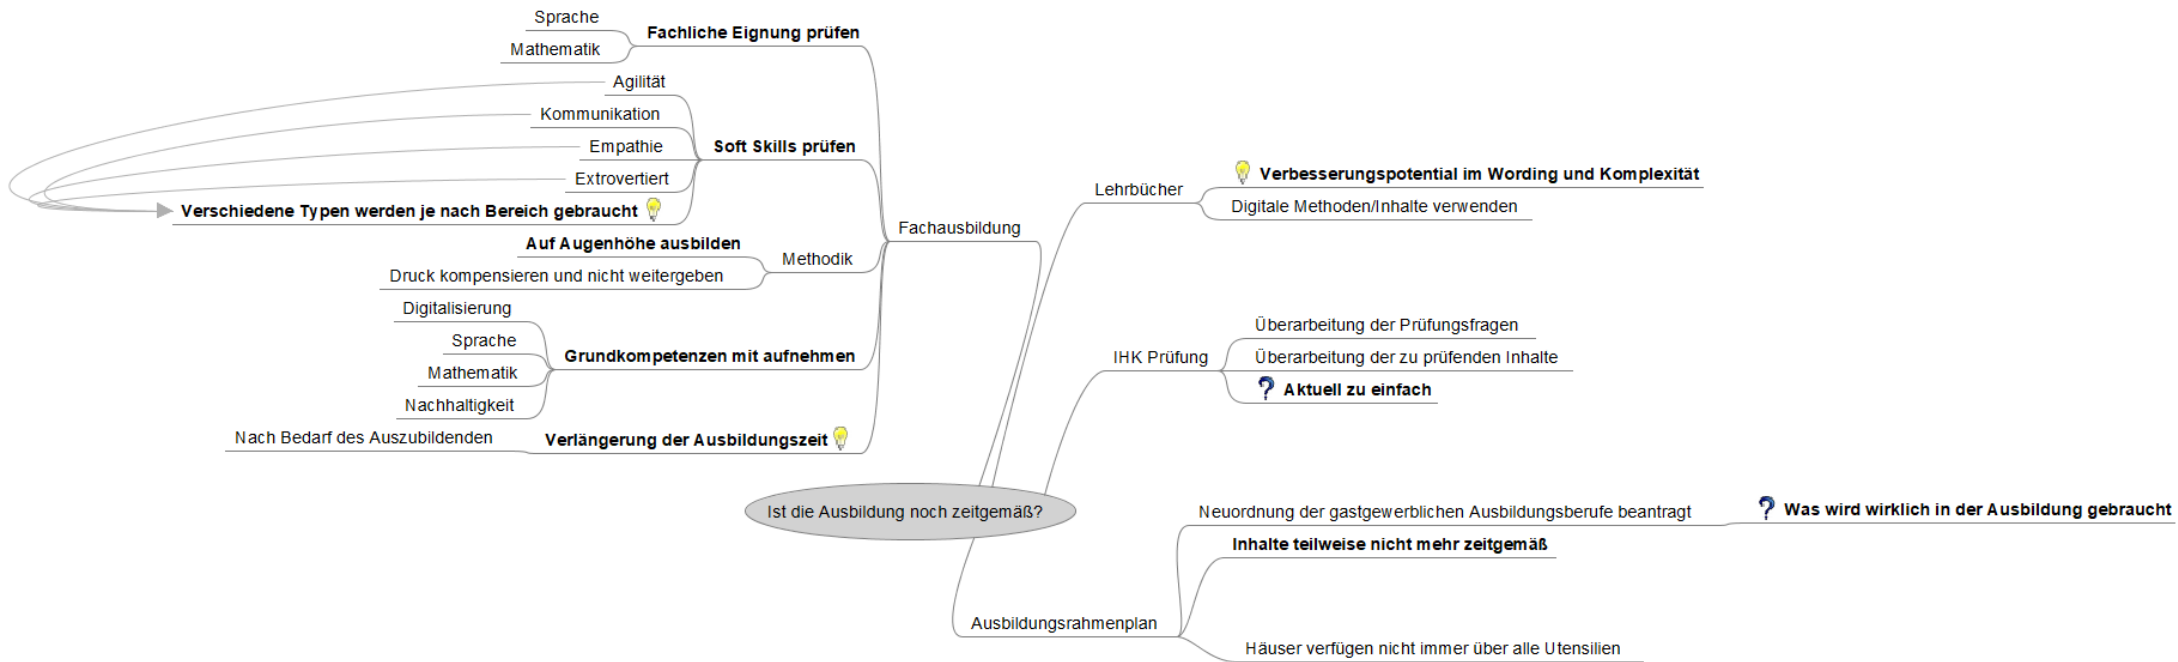 Sprache
Fachliche Eignung prüfen
Mathematik
Agilität
Kommunikation
Empathie
Soft Skills prüfen
Extrovertiert
Verschiedene Typen werden je nach Bereich gebraucht
Fachausbildung
Auf Augenhöhe ausbilden
Methodik
Druck kompensieren und nicht weitergeben
Digitalisierung
Sprache
Grundkompetenzen mit aufnehmen
Mathematik
Nachhaltigkeit
Nach Bedarf des Auszubildenden
Verlängerung der Ausbildungszeit
Ist die Ausbildung noch zeitgemäß?
Lehrbücher
Verbesserungspotential im Wording und Komplexität
Digitale Methoden/Inhalte verwenden
IHK Prüfung
Überarbeitung der Prüfungsfragen
Überarbeitung der zu prüfenden Inhalte
Aktuell zu einfach
Ausbildungsrahmenplan
Neuordnung der gastgewerblichen Ausbildungsberufe beantragt
Was wird wirklich in der Ausbildung gebraucht
Inhalte teilweise nicht mehr zeitgemäß
Häuser verfügen nicht immer über alle Utensilien